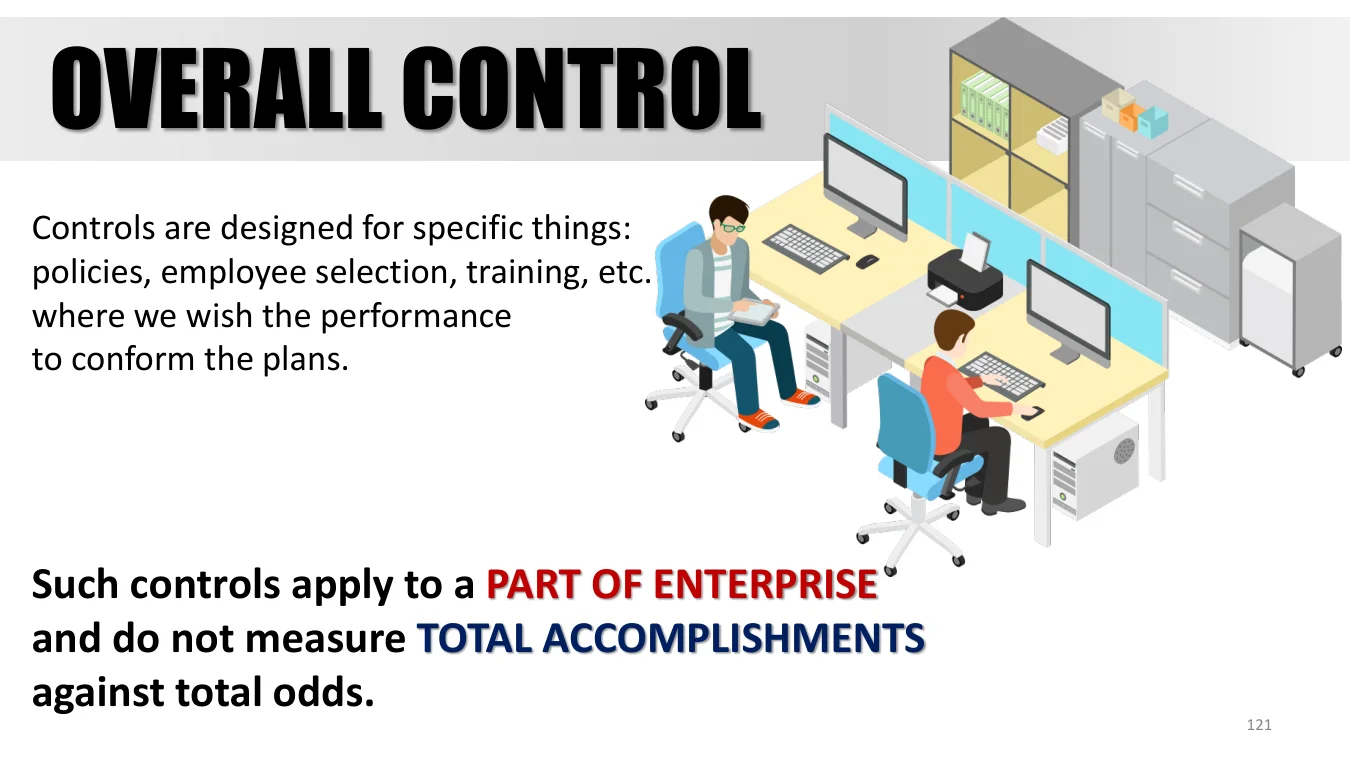 OVERALL CONTROL
Controls are designed for specific things:
policies, employee selection, training, etc.
where we wish the performance
to conform the plans.
Such controls apply to a PART OF ENTERPRISE
and do not measure TOTAL ACCOMPLISHMENTS
against total odds.
121